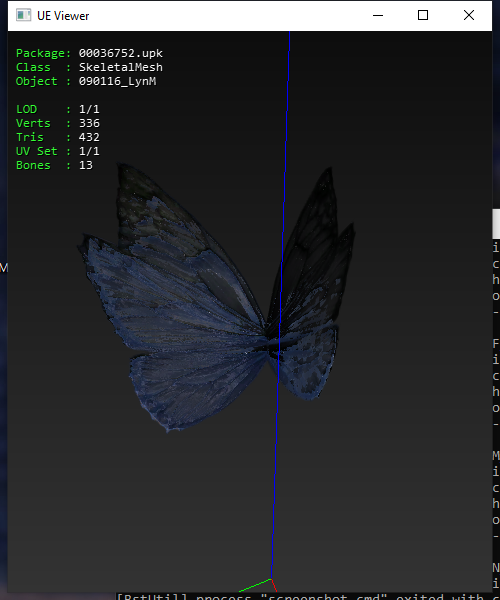 UE Viewer
Package: 00036752.upk
Class : SkeletalMesh
Object : 090116_LynM
LOD : 1/1
Verts : 336
Tris : 432
UV Set : 1/1
Bones : 13
M
i
c
h
o
-
F
i
c
h
o
-
M
i
c
h
o
-
N
i
[BstUtil] process "screenshot.cmd" exited with c